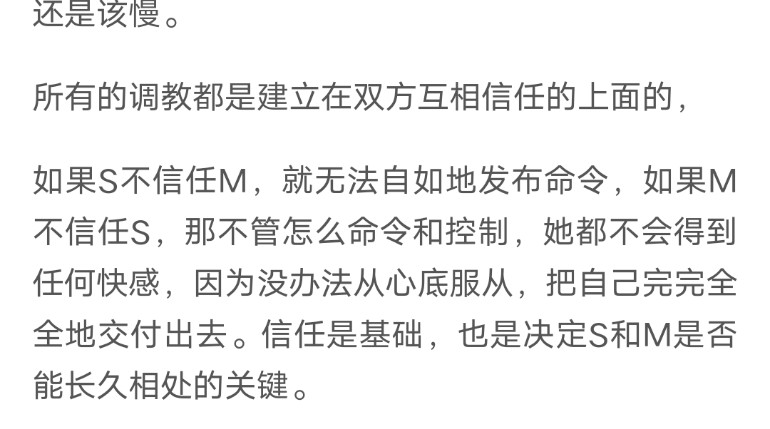 还是该慢。
所有的调教都是建立在双方互相信任的上面的，
如果S不信任M，就无法自如地发布命令，如果M
不信任S，那不管怎么命令和控制，她都不会得到
任何快感，因为没办法从心底服从，把自己完完全
全地交付出去。信任是基础，也是决定S和M是否
能长久相处的关键。